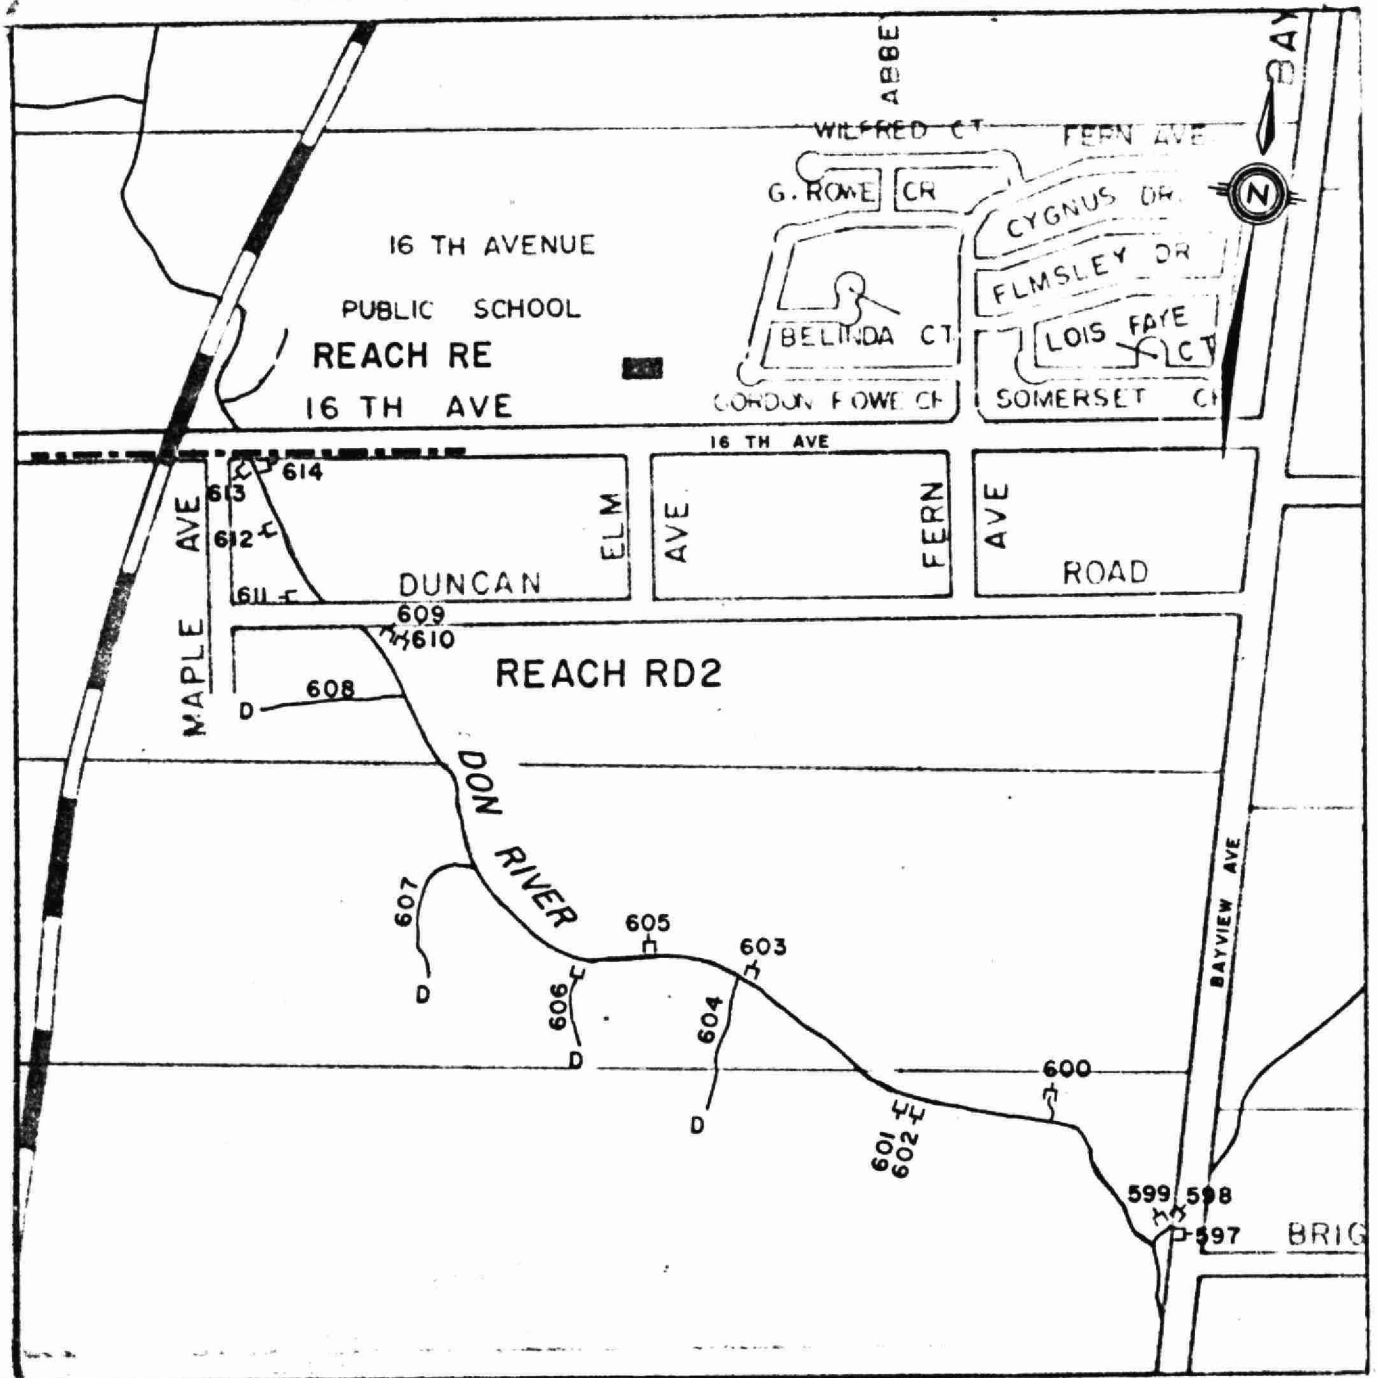 ABBE
BAY
WILFRED CT
FERN AVE
G. ROWE CR
CYGNUS DR.
N
16 TH AVENUE
PUBLIC SCHOOL
ELMSLEY DR
BELINDA CT
LOIS FAYE
CT
REACH RE
16 TH AVE
GORDON ROWE CR
SOMERSET CR
16 TH AVE
614
613
612
611
MAPLE AVE
ELM
AVE
FERN
AVE
DUNCAN
ROAD
609
610
608
D
REACH RD2
DON
RIVER
607
D
605
603
606
D
604
D
BAYVIEW AVE
600
601
602
599
598
597
BRIG